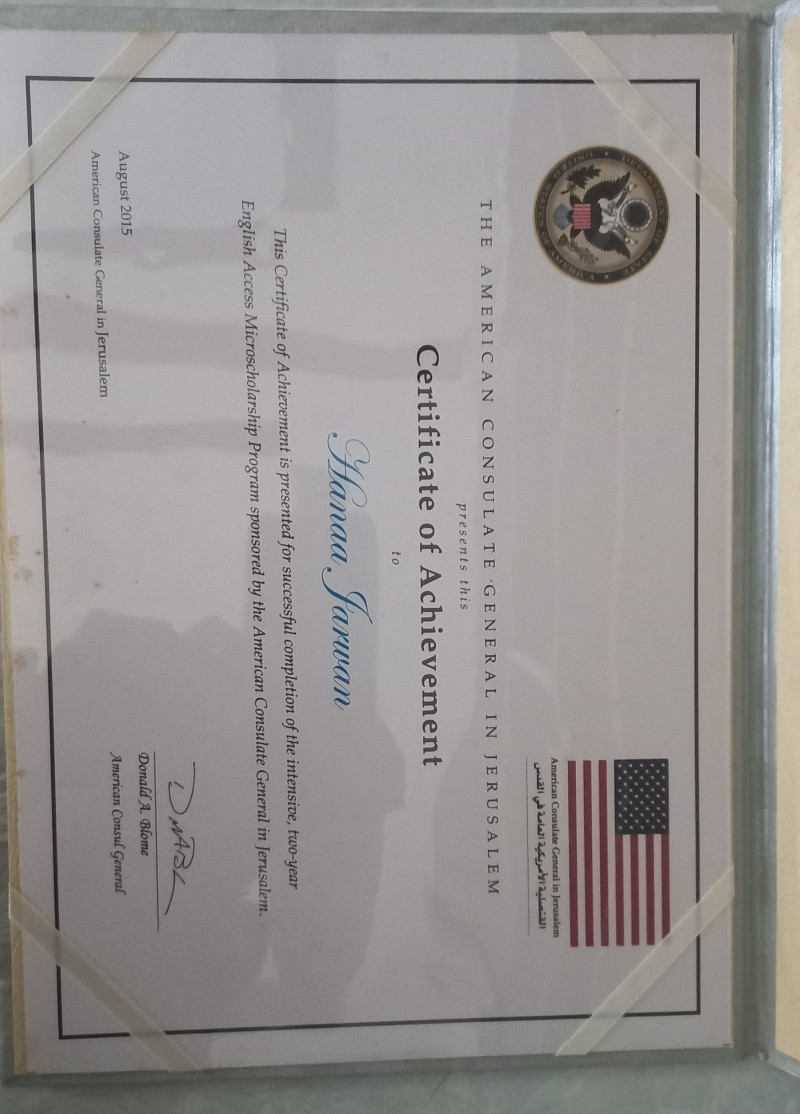 American Consulate General in Jerusalem
القنصلية الأمريكية العامة في القدس
THE AMERICAN CONSULATE GENERAL IN JERUSALEM
presents this
Certificate of Achievement
to
Hanaa Jarwan
This Certificate of Achievement is presented for successful completion of the intensive, two-year
English Access Microscholarship Program sponsored by the American Consulate General in Jerusalem.
August 2015
American Consulate General in Jerusalem
Donald A. Blome
American Consul General